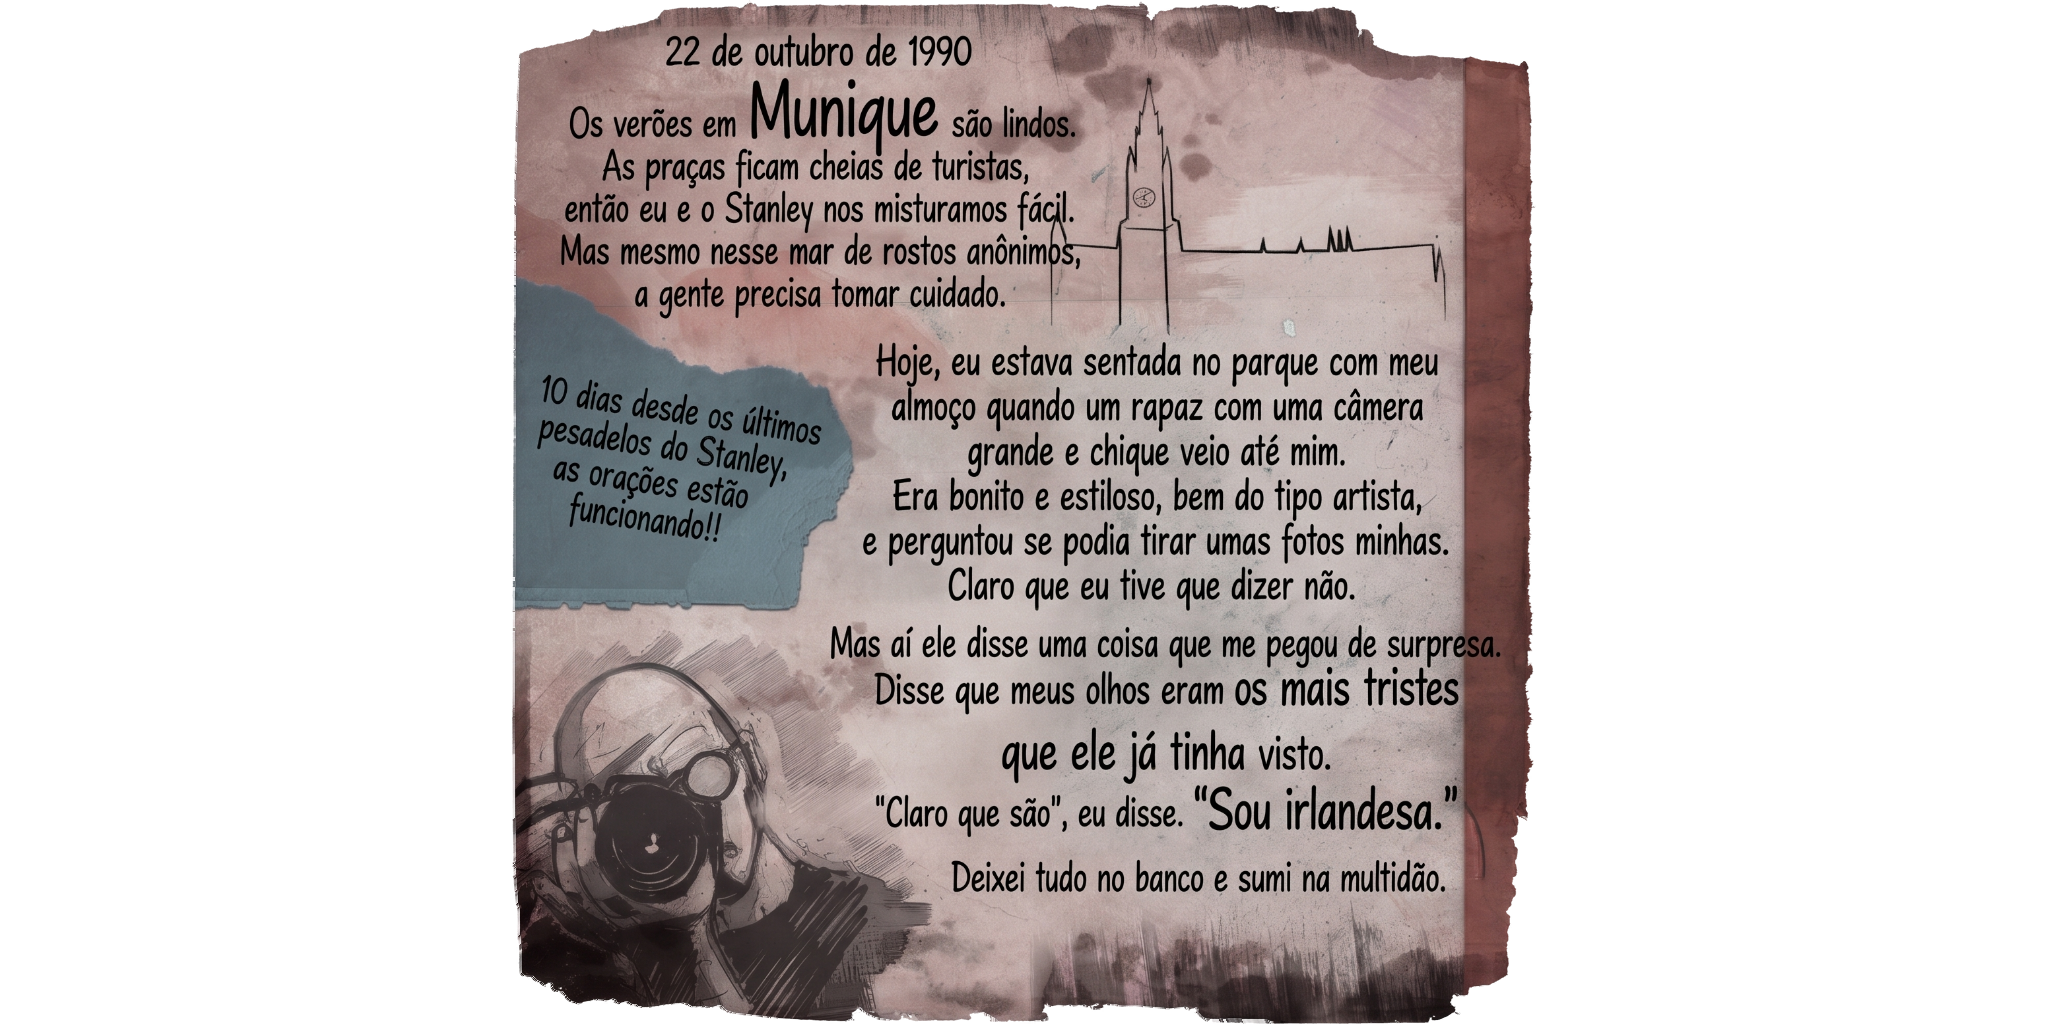 22 de outubro de 1990
Os verões em Munique são lindos.
As praças ficam cheias de turistas,
então eu e o Stanley nos misturamos fácil.
Mas mesmo nesse mar de rostos anônimos,
a gente precisa tomar cuidado.
10 dias desde os últimos
pesadelos do Stanley,
as orações estão
funcionando!!
Hoje, eu estava sentada no parque com meu
almoço quando um rapaz com uma câmera
grande e chique veio até mim.
Era bonito e estiloso, bem do tipo artista,
e perguntou se podia tirar umas fotos minhas.
Claro que eu tive que dizer não.
Mas aí ele disse uma coisa que me pegou de surpresa.
Disse que meus olhos eram os mais tristes
que ele já tinha visto.
"Claro que são", eu disse. “Sou irlandesa.”
Deixei tudo no banco e sumi na multidão.